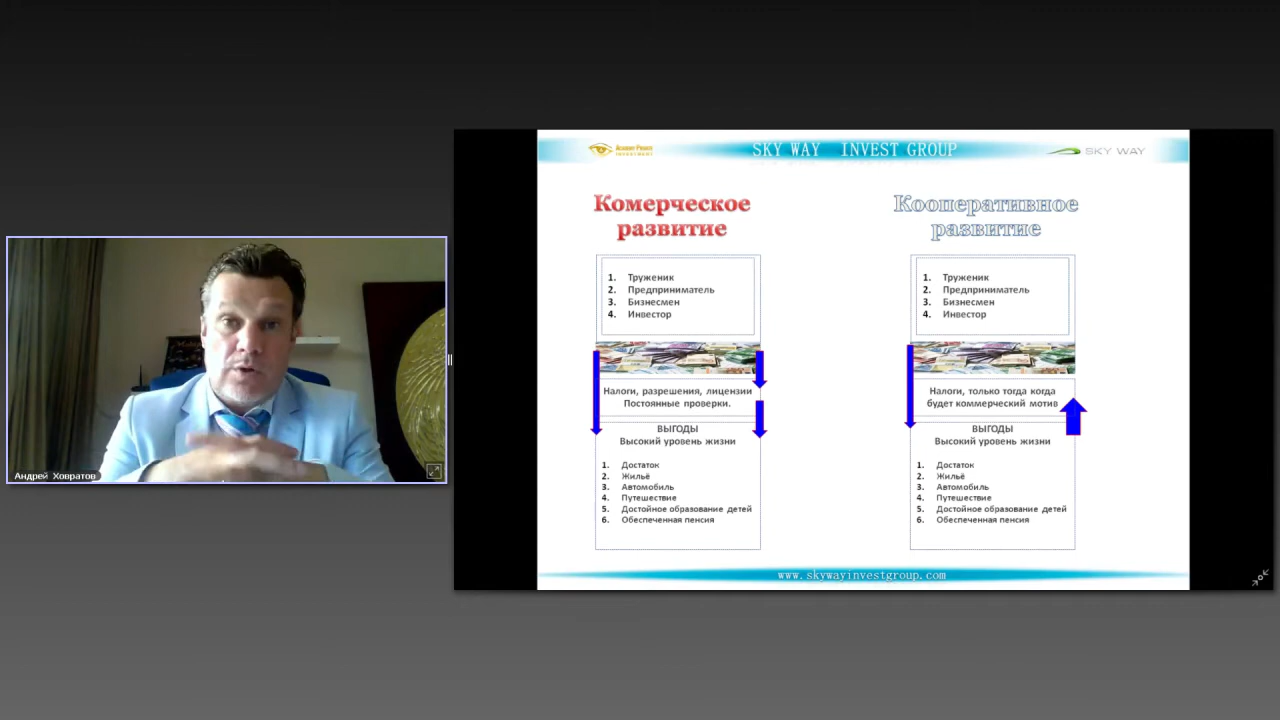 Андрей Ховратов
Academy Private
INVESTMENT
SKY WAY INVEST GROUP
SKY WAY
Комерческое
развитие
1. Труженик
2. Предприниматель
3. Бизнесмен
4. Инвестор
Налоги, разрешения, лицензии
Постоянные проверки.
ВЫГОДЫ
Высокий уровень жизни
1. Достаток
2. Жильё
3. Автомобиль
4. Путешествие
5. Достойное образование детей
6. Обеспеченная пенсия
Кооперативное
развитие
1. Труженик
2. Предприниматель
3. Бизнесмен
4. Инвестор
Налоги, только тогда когда
будет коммерческий мотив
ВЫГОДЫ
Высокий уровень жизни
1. Достаток
2. Жильё
3. Автомобиль
4. Путешествие
5. Достойное образование детей
6. Обеспеченная пенсия
www.skywayinvestgroup.com